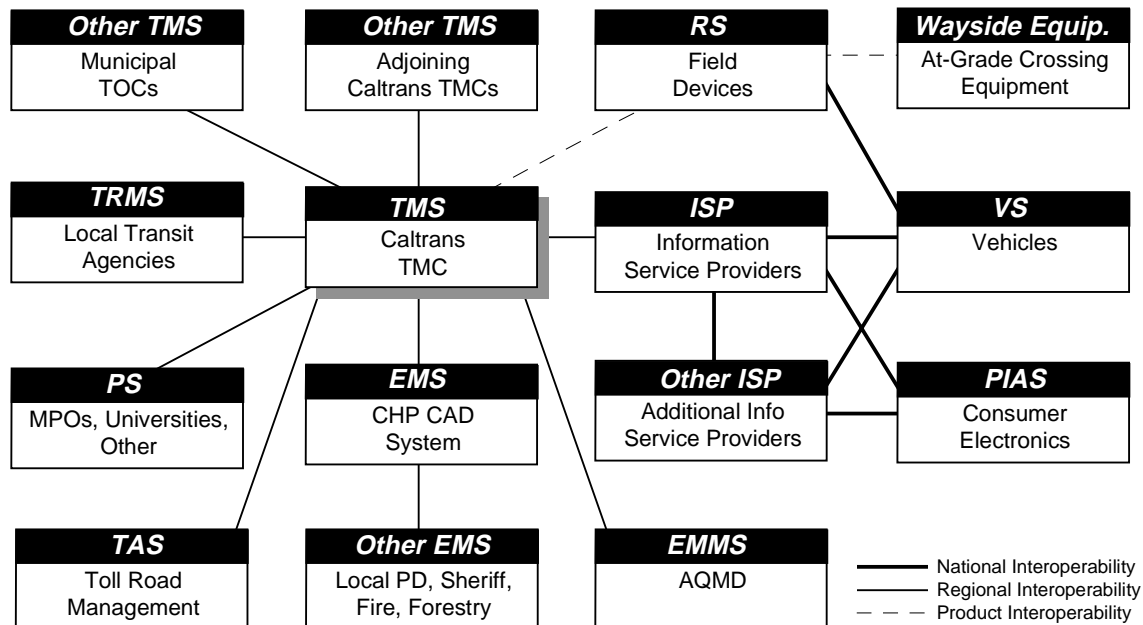 Other TMS
Municipal
TOCs
Other TMS
Adjoining
Caltrans TMCs
RS
Field
Devices
Wayside Equip.
At-Grade Crossing
Equipment
TRMS
Local Transit
Agencies
TMS
Caltrans
TMC
ISP
Information
Service Providers
VS
Vehicles
PS
MPOs, Universities,
Other
EMS
CHP CAD
System
Other ISP
Additional Info
Service Providers
PIAS
Consumer
Electronics
TAS
Toll Road
Management
Other EMS
Local PD, Sheriff,
Fire, Forestry
EMMS
AQMD
National Interoperability
Regional Interoperability
Product Interoperability